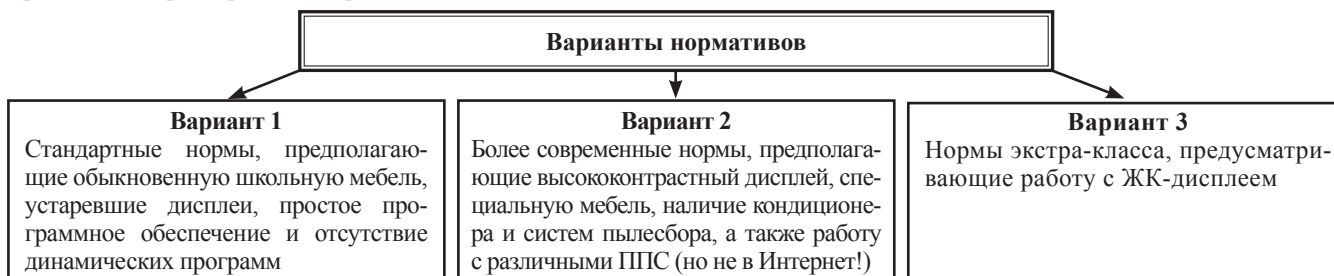 Варианты нормативов
Вариант 1
Стандартные нормы, предполагаю-
щие обыкновенную школьную мебель,
устаревшие дисплеи, простое про-
граммное обеспечение и отсутствие
динамических программ
Вариант 2
Более современные нормы, предполага-
ющие высококонтрастный дисплей, спе-
циальную мебель, наличие кондиционе-
ра и систем пылесбора, а также работу
с различными ППС (но не в Интернет!)
Вариант 3
Нормы экстра-класса, предусматри-
вающие работу с ЖК-дисплеем